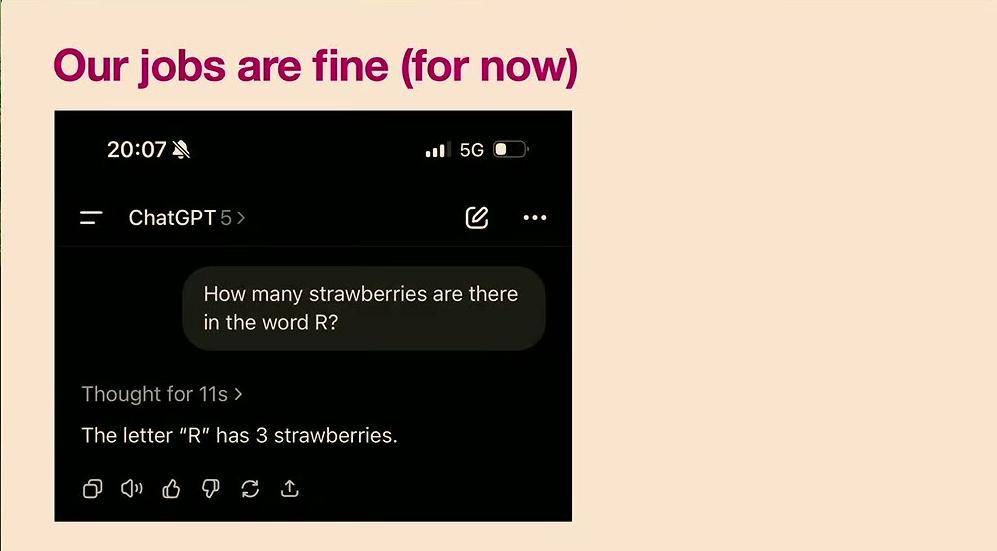 Our jobs are fine (for now)
20:07 5G
ChatGPT 5 >
How many strawberries are there
in the word R?
Thought for 11s >
The letter "R" has 3 strawberries.